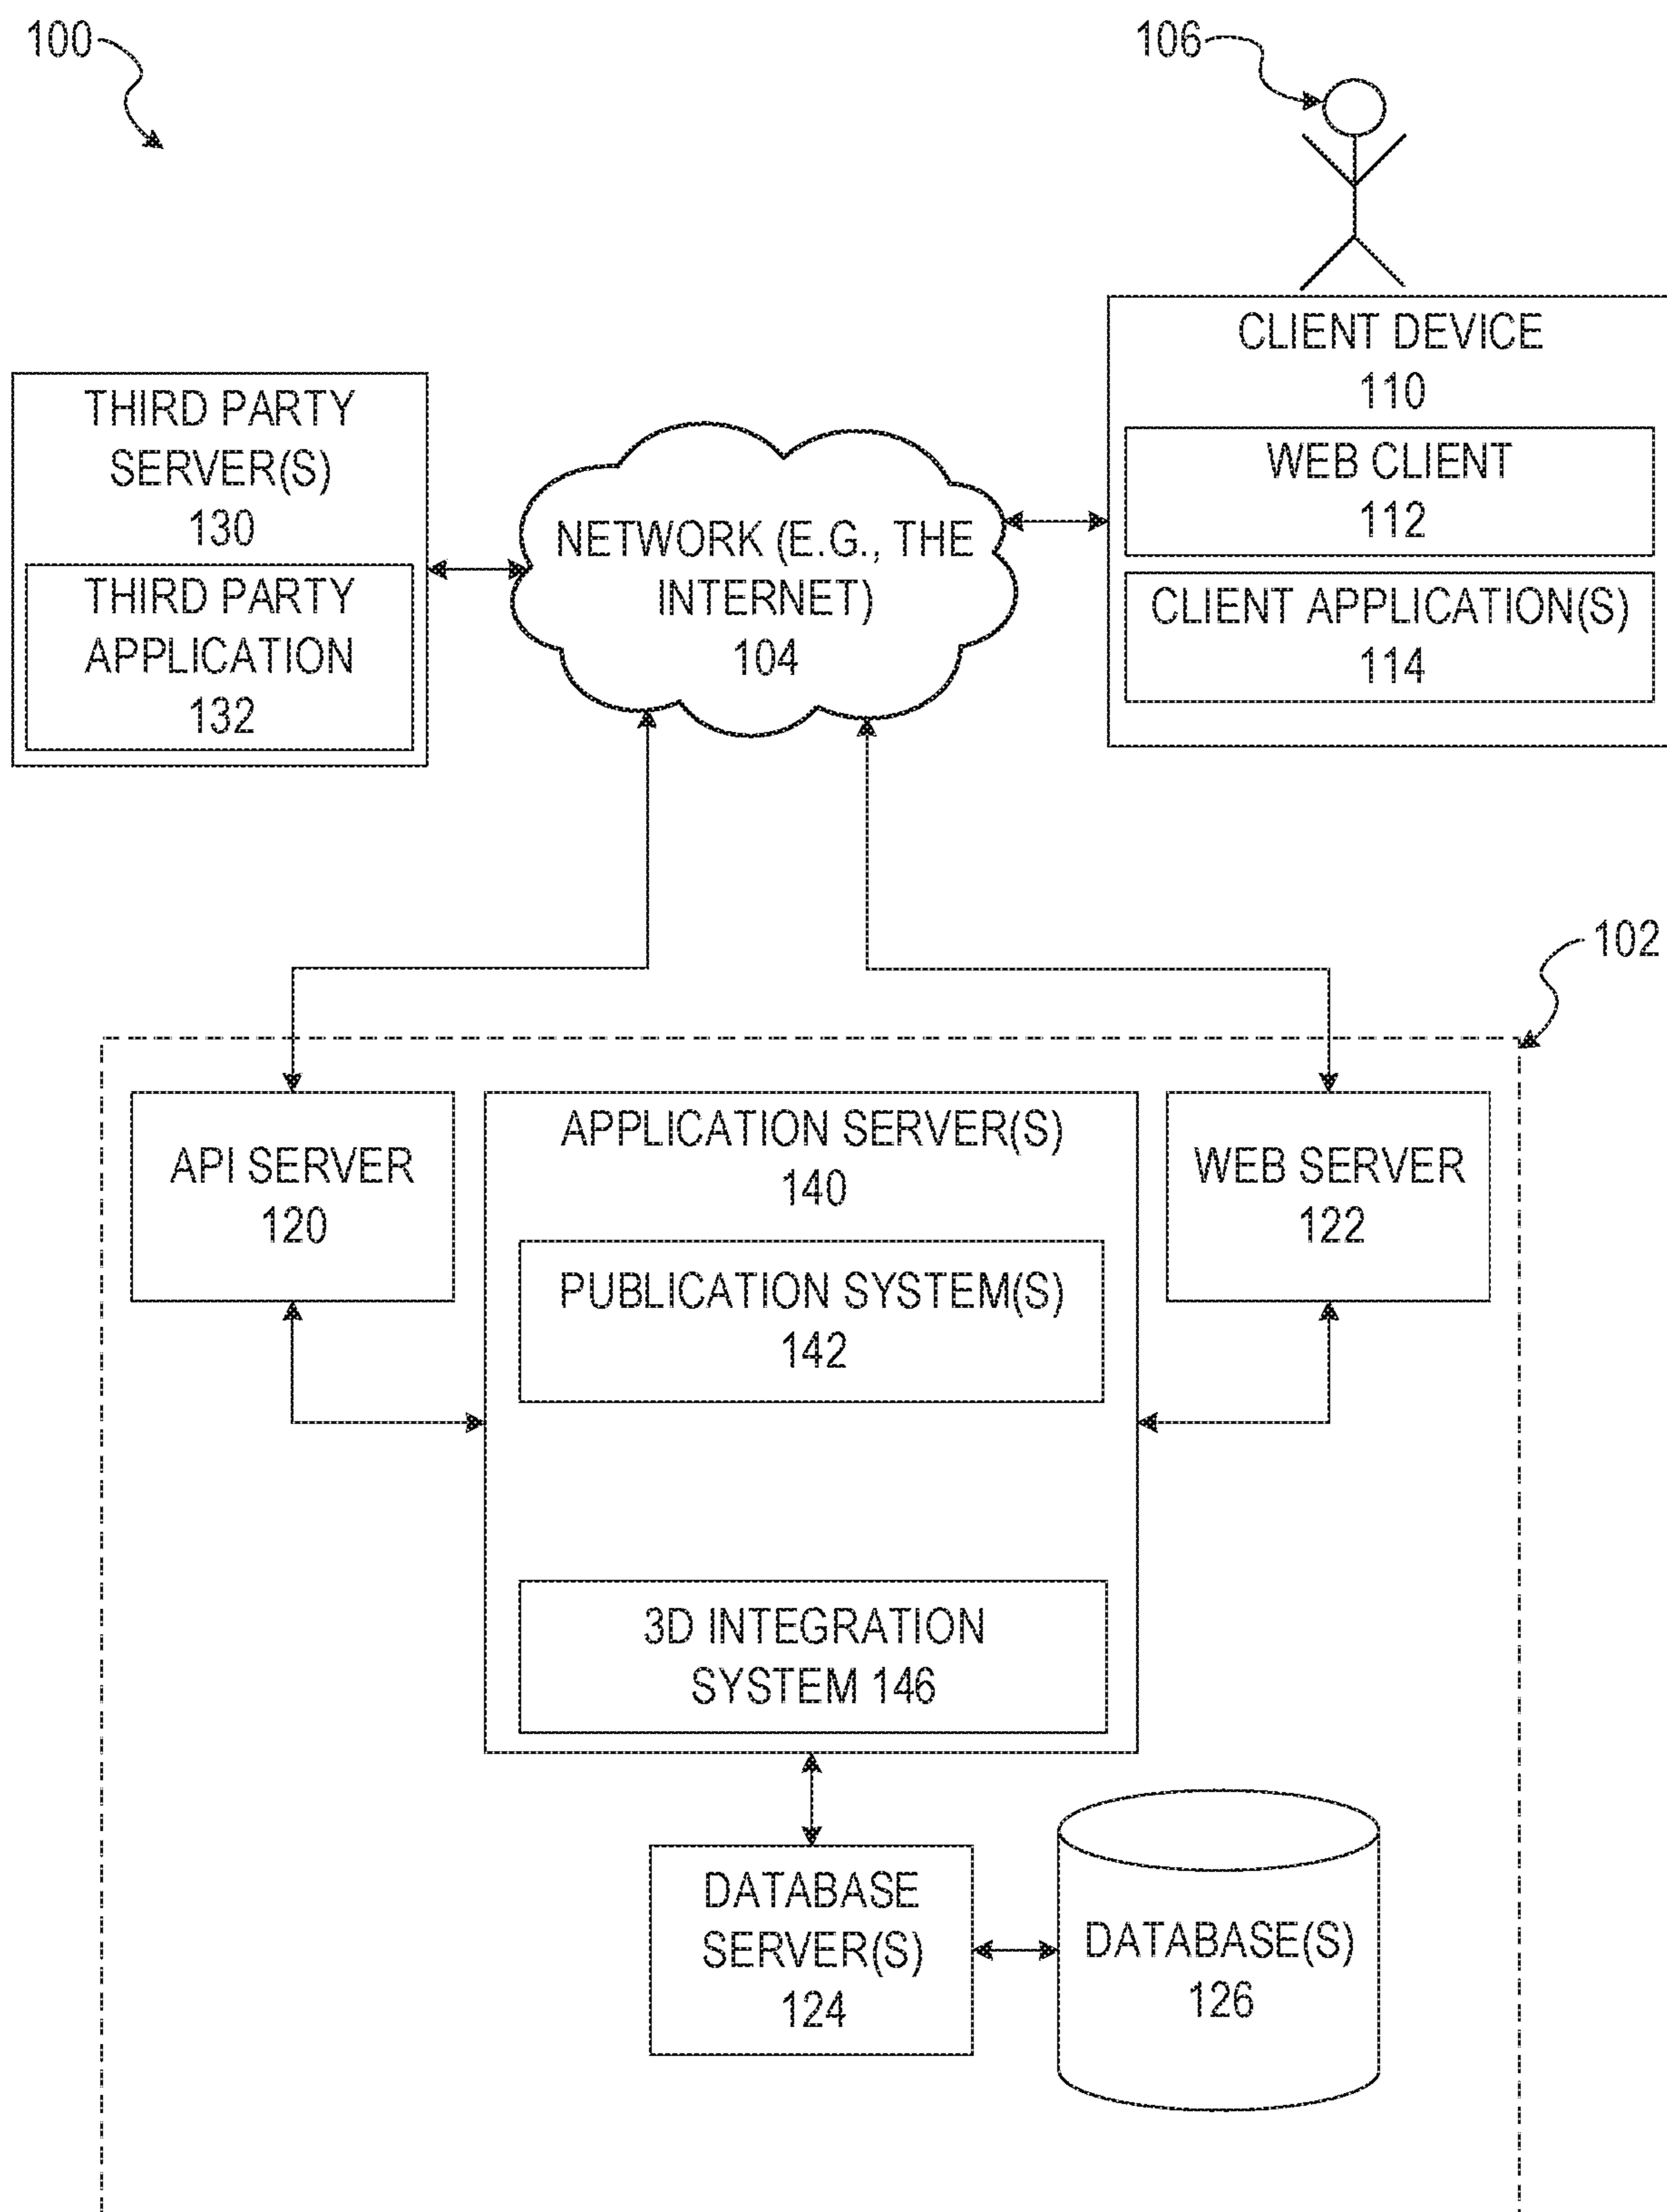 100
106
CLIENT DEVICE
110
WEB CLIENT
112
CLIENT APPLICATION(S)
114
THIRD PARTY
SERVER(S)
130
THIRD PARTY
APPLICATION
132
NETWORK (E.G., THE
INTERNET)
104
102
API SERVER
120
APPLICATION SERVER(S)
140
PUBLICATION SYSTEM(S)
142
3D INTEGRATION
SYSTEM 146
WEB SERVER
122
DATABASE
SERVER(S)
124
DATABASE(S)
126